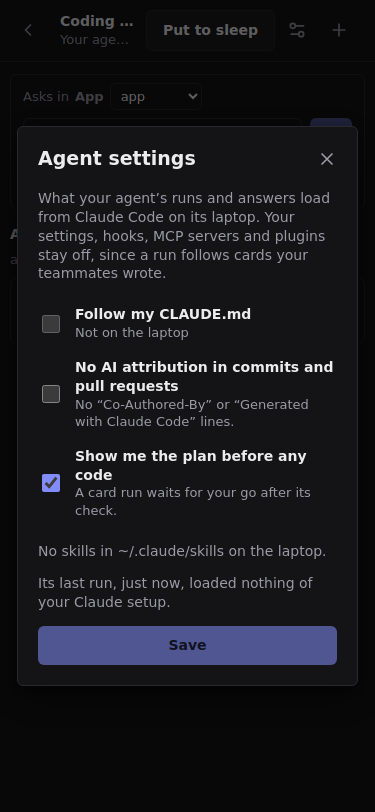 Coding ...
Your age...
Put to sleep
Asks in App app
Agent settings
What your agent’s runs and answers load
from Claude Code on its laptop. Your
settings, hooks, MCP servers and plugins
stay off, since a run follows cards your
teammates wrote.
Follow my CLAUDE.md
Not on the laptop
No AI attribution in commits and
pull requests
No “Co-Authored-By” or “Generated
with Claude Code” lines.
Show me the plan before any
code
A card run waits for your go after its
check.
No skills in ~/.claude/skills on the laptop.
Its last run, just now, loaded nothing of
your Claude setup.
Save